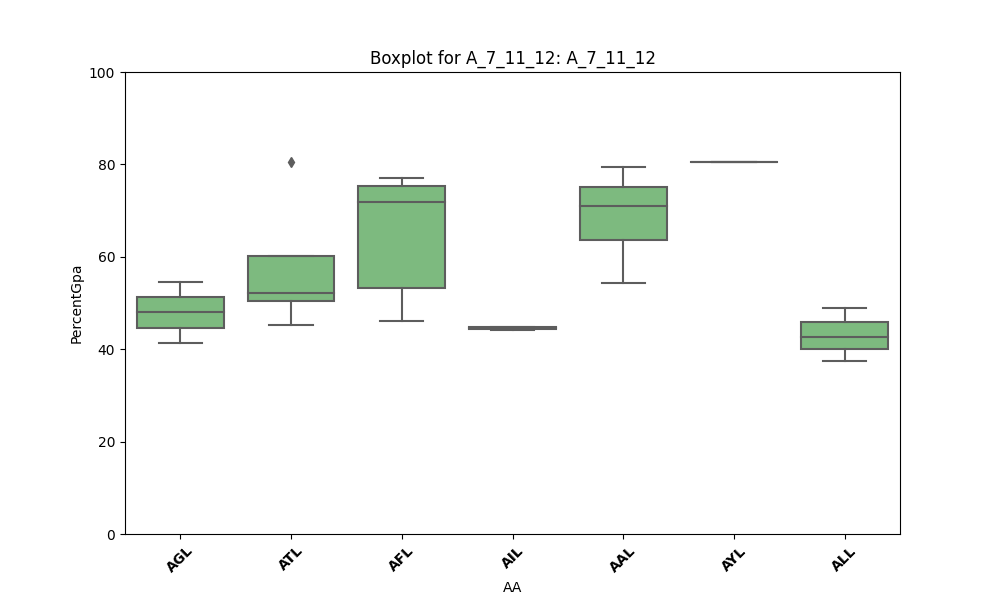 Boxplot for A_7_11_12: A_7_11_12
100
80
60
40
20
0
PercentGpa
AGL
ATL
AFL
AIL
AAL
AYL
ALL
AA